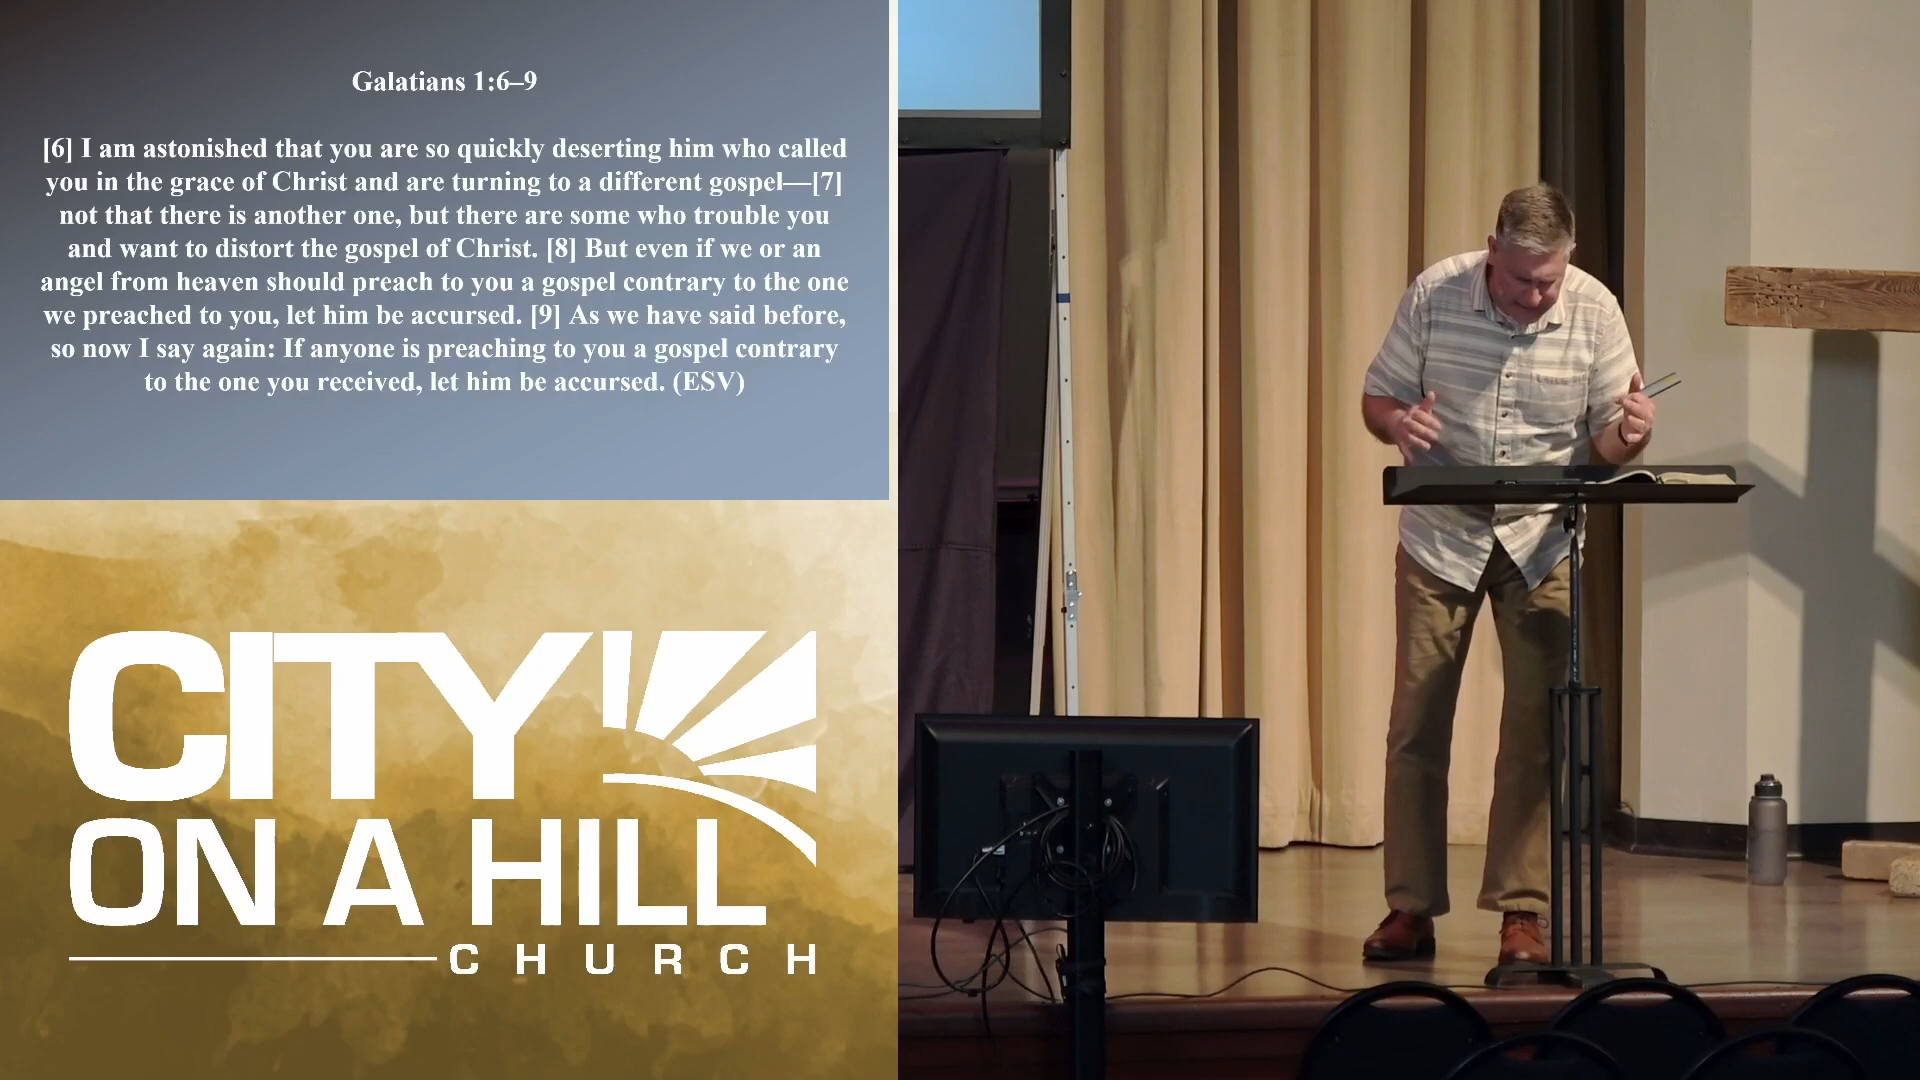 Galatians 1:6–9
[6] I am astonished that you are so quickly deserting him who called
you in the grace of Christ and are turning to a different gospel—[7]
not that there is another one, but there are some who trouble you
and want to distort the gospel of Christ. [8] But even if we or an
angel from heaven should preach to you a gospel contrary to the one
we preached to you, let him be accursed. [9] As we have said before,
so now I say again: If anyone is preaching to you a gospel contrary
to the one you received, let him be accursed. (ESV)
CITY
ON A HILL
CHURCH